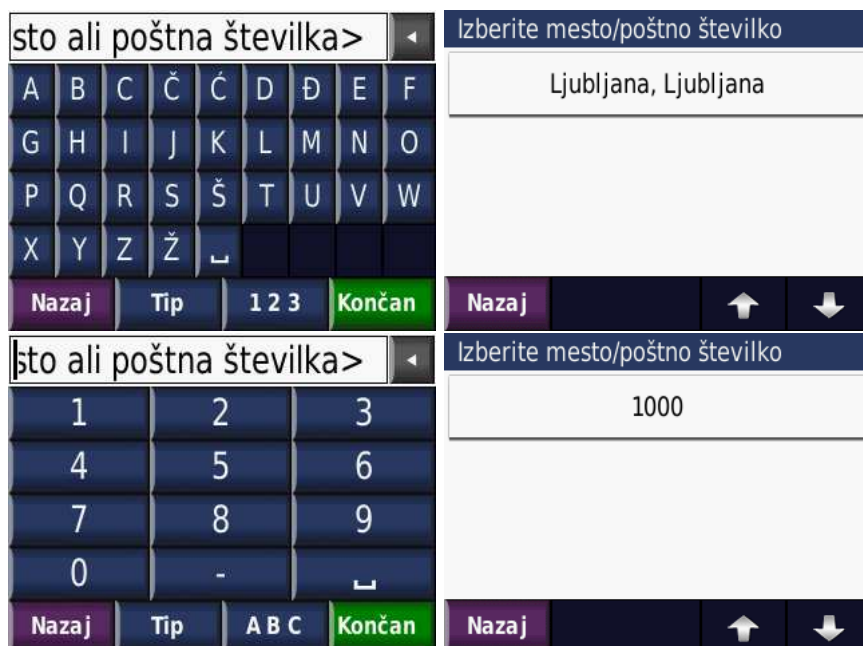 sto ali poštna številka>
A B C Č Ć D Đ E F
G H I J K L M N O
P Q R S Š T U V W
X Y Z Ž ␣
Nazaj Tip 1 2 3 Končan
Izberite mesto/poštno številko
Ljubljana, Ljubljana
Nazaj
sto ali poštna številka>
1 2 3
4 5 6
7 8 9
0 - ␣
Nazaj Tip A B C Končan
Izberite mesto/poštno številko
1000
Nazaj